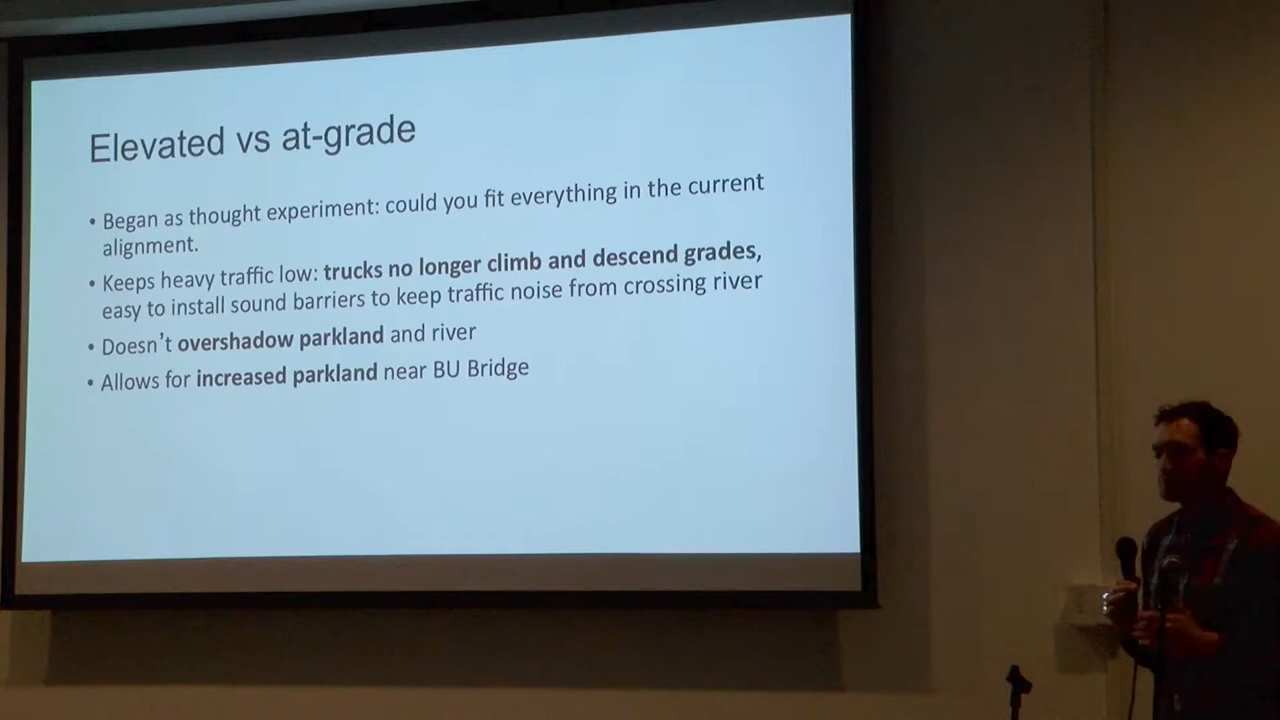 Elevated vs at-grade
• Began as thought experiment: could you fit everything in the current
alignment.
• Keeps heavy traffic low: trucks no longer climb and descend grades,
easy to install sound barriers to keep traffic noise from crossing river
• Doesn’t overshadow parkland and river
• Allows for increased parkland near BU Bridge